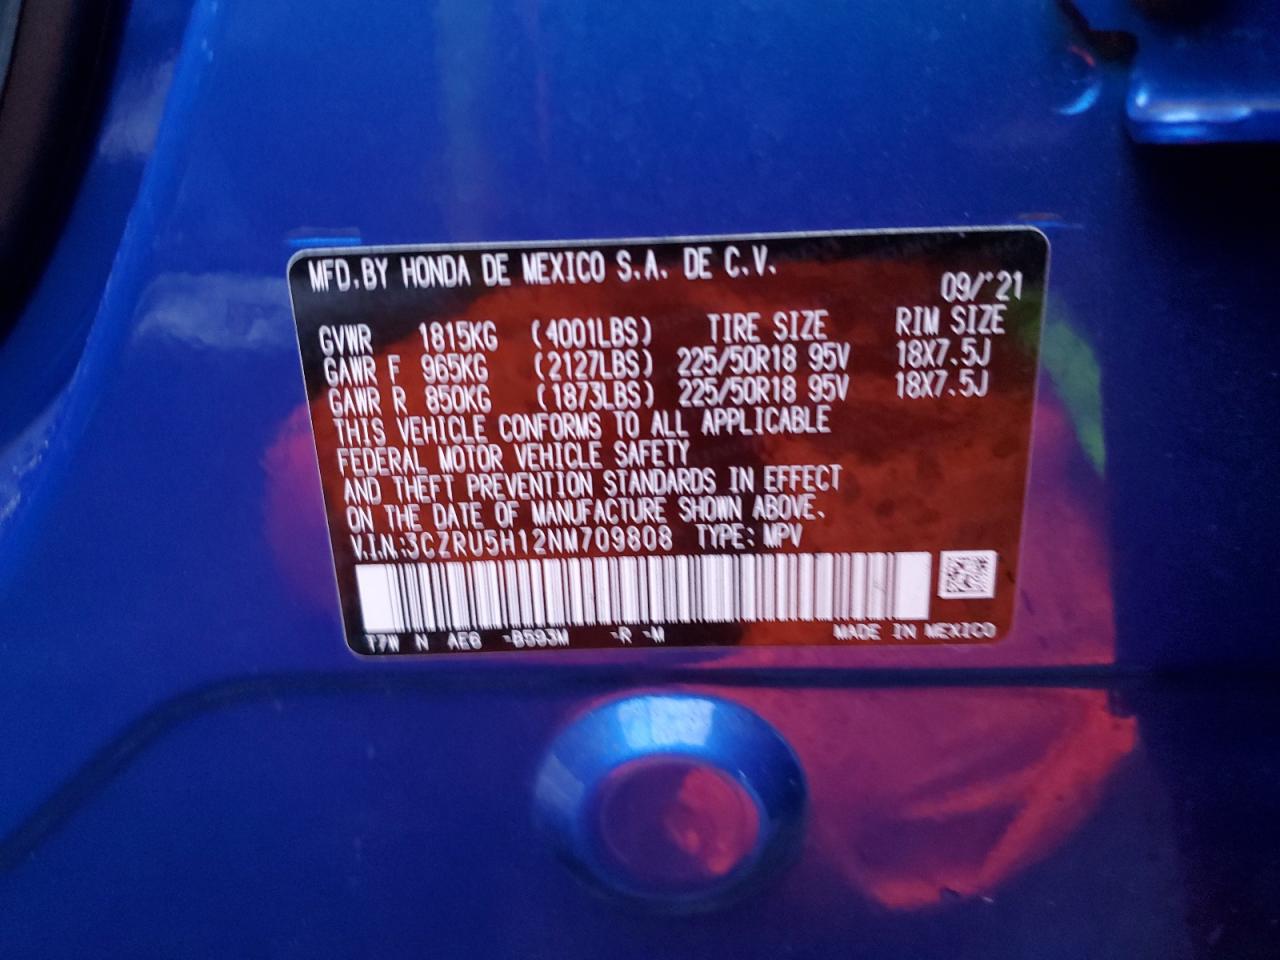 MFD.BY HONDA DE MEXICO S.A. DE C.V.
09/'21
GVWR 1815KG (4001LBS) TIRE SIZE RIM SIZE
GAWR F 965KG (2127LBS) 225/50R18 95V 18X7.5J
GAWR R 850KG (1873LBS) 225/50R18 95V 18X7.5J
THIS VEHICLE CONFORMS TO ALL APPLICABLE
FEDERAL MOTOR VEHICLE SAFETY
AND THEFT PREVENTION STANDARDS IN EFFECT
ON THE DATE OF MANUFACTURE SHOWN ABOVE.
V.I.N.:3CZRU5H12NM709808 TYPE: MPV
T7W N AE6 -B593M -R -M MADE IN MEXICO